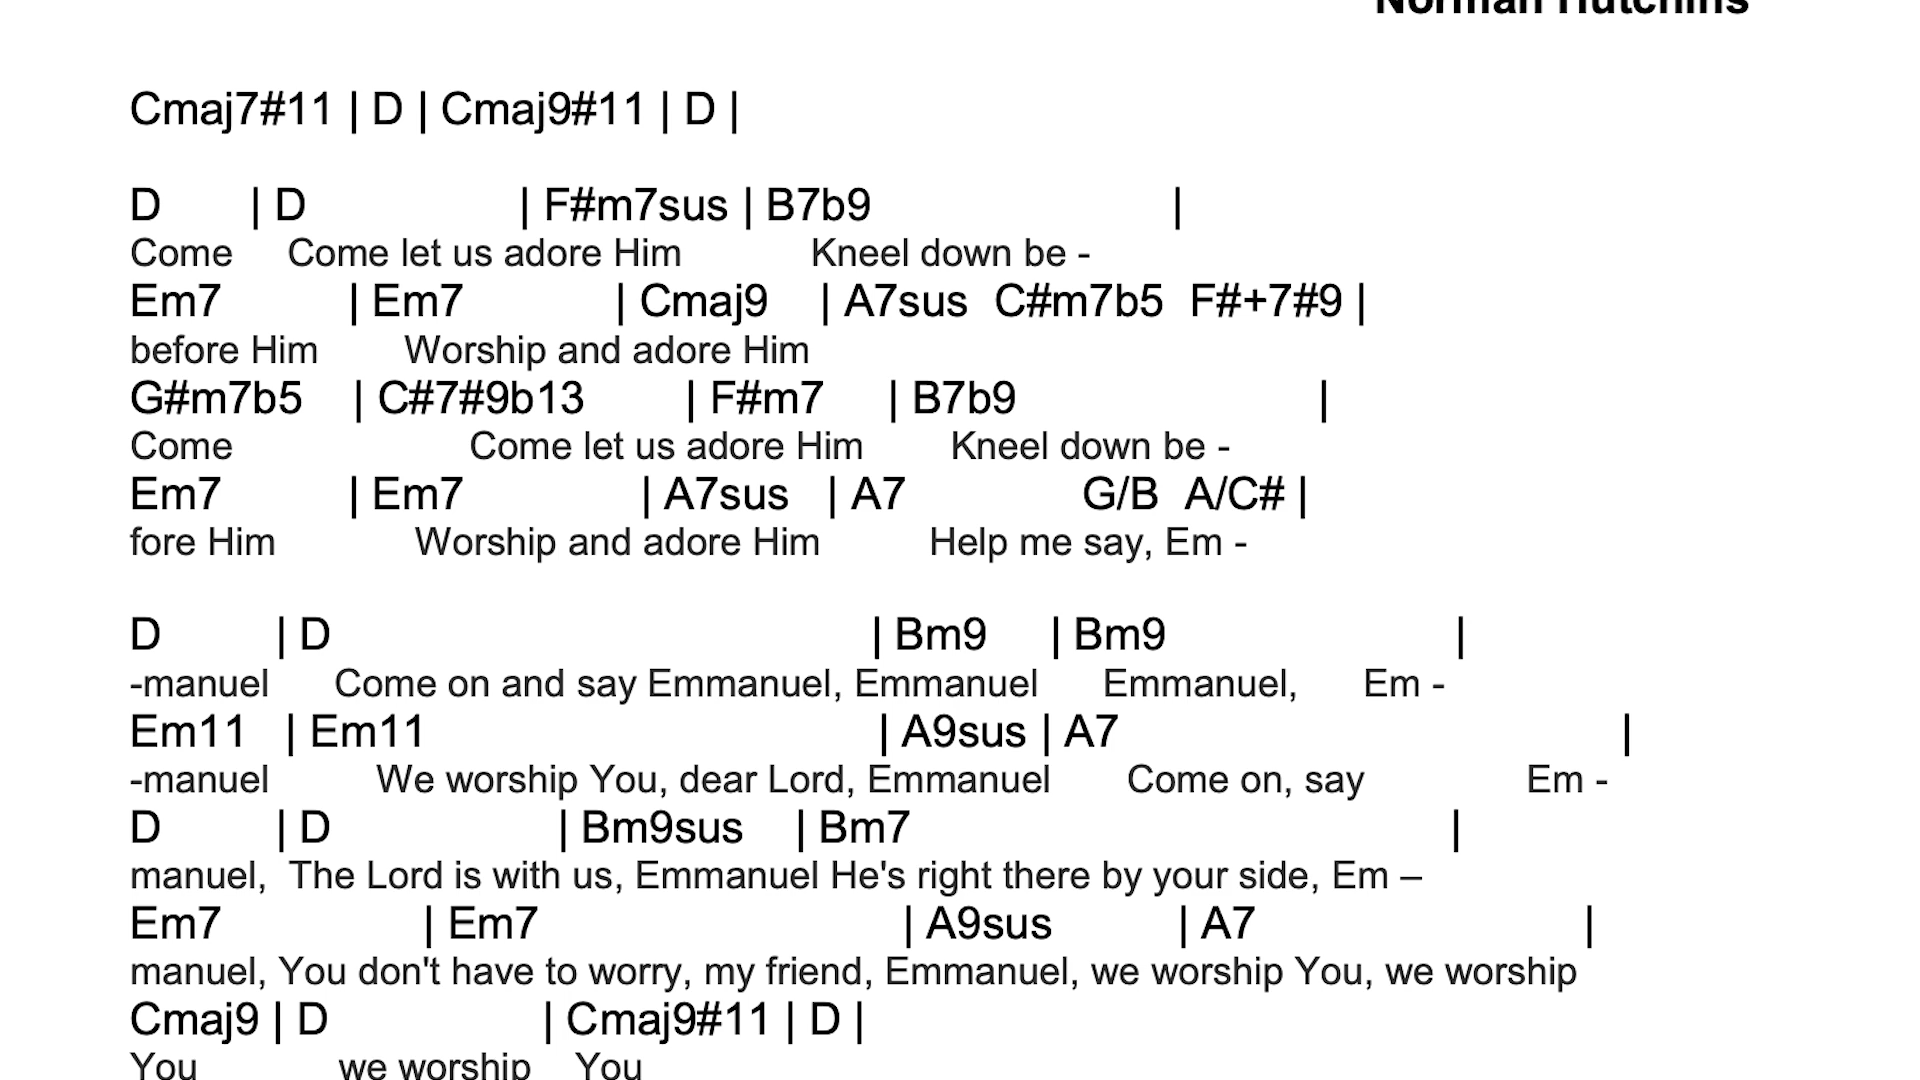 Norman Hutchins
Cmaj7#11 | D | Cmaj9#11 | D |
D | D | F#m7sus | B7b9 |
Come Come let us adore Him Kneel down be -
Em7 | Em7 | Cmaj9 | A7sus C#m7b5 F#+7#9 |
before Him Worship and adore Him
G#m7b5 | C#7#9b13 | F#m7 | B7b9 |
Come Come let us adore Him Kneel down be -
Em7 | Em7 | A7sus | A7 G/B A/C# |
fore Him Worship and adore Him Help me say, Em -
D | D | Bm9 | Bm9 |
-manuel Come on and say Emmanuel, Emmanuel Emmanuel, Em -
Em11 | Em11 | A9sus | A7 |
-manuel We worship You, dear Lord, Emmanuel Come on, say Em -
D | D | Bm9sus | Bm7 |
manuel, The Lord is with us, Emmanuel He's right there by your side, Em –
Em7 | Em7 | A9sus | A7 |
manuel, You don't have to worry, my friend, Emmanuel, we worship You, we worship
Cmaj9 | D | Cmaj9#11 | D |
You we worship You